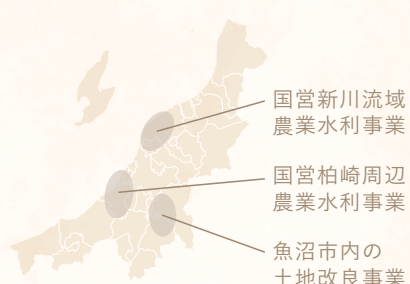 国営新川流域
農業水利事業
国営柏崎周辺
農業水利事業
魚沼市内の
土地改良事業